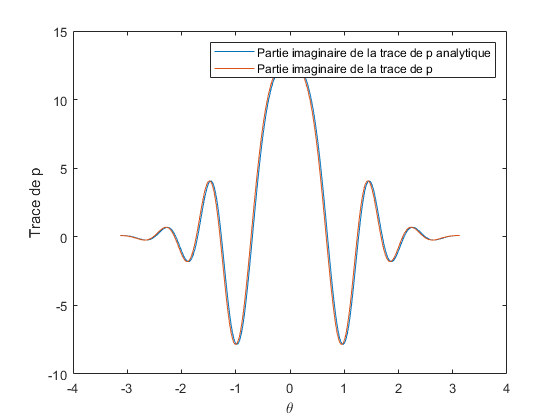 Partie imaginaire de la trace de p analytique
Partie imaginaire de la trace de p
15
10
5
0
-5
-10
Trace de p
-4 -3 -2 -1 0 1 2 3 4
θ